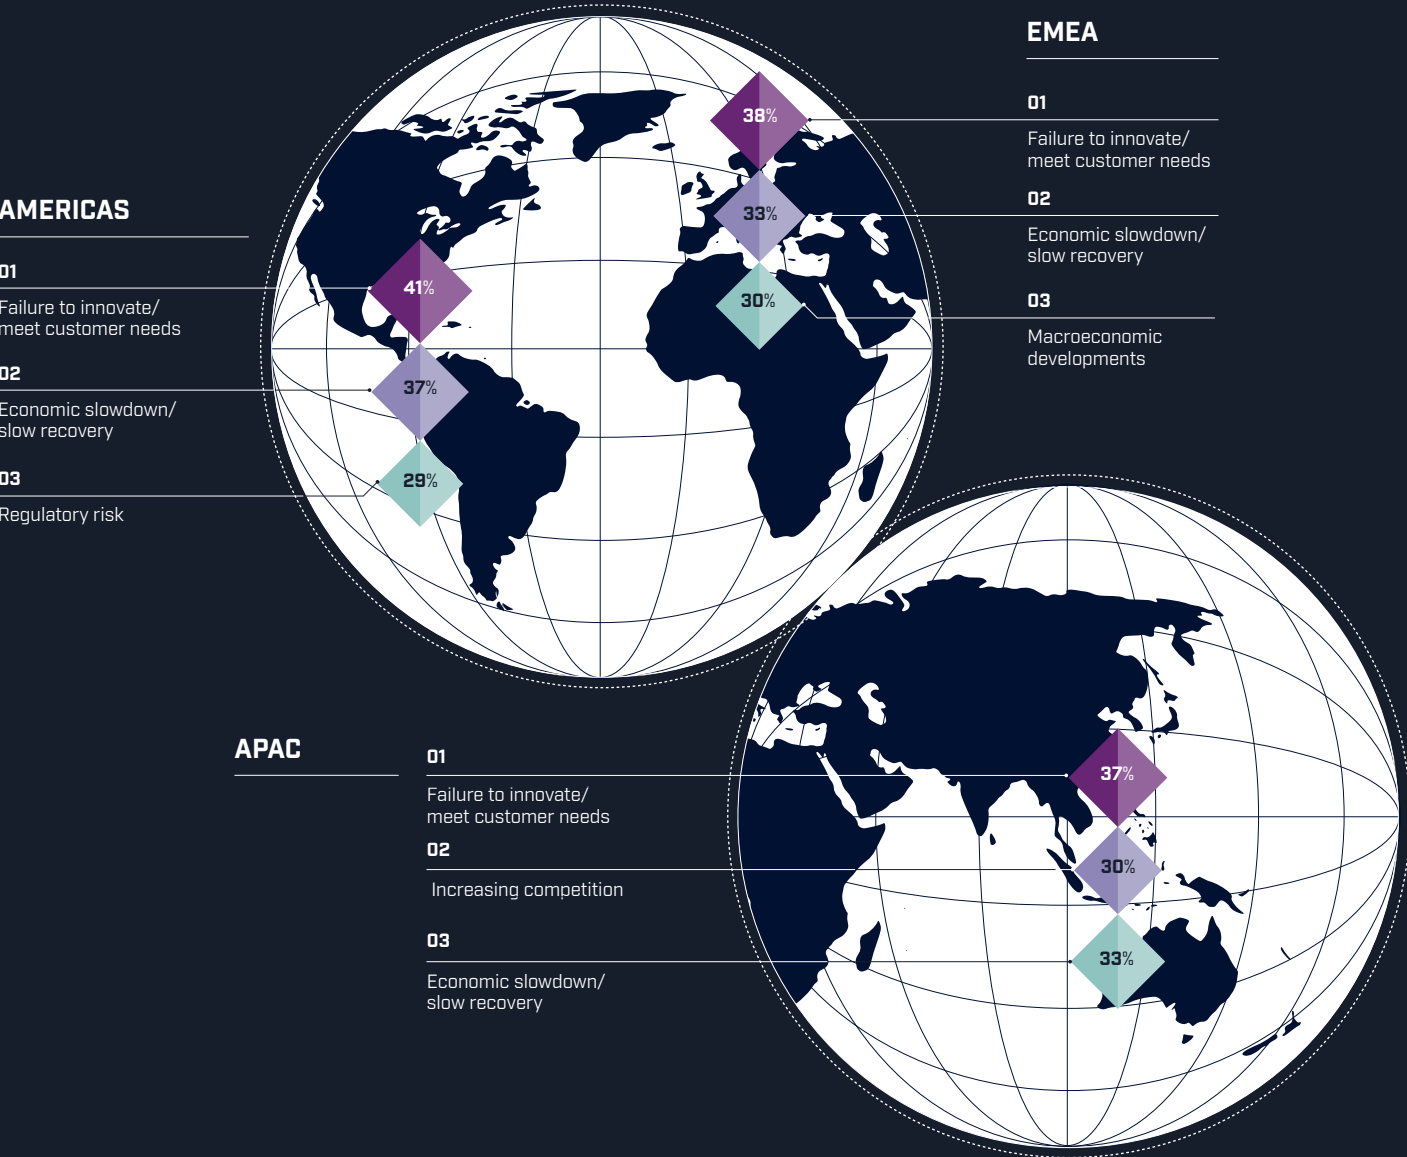 AMERICAS
01
41%
Failure to innovate/
meet customer needs
02
37%
Economic slowdown/
slow recovery
03
29%
Regulatory risk
EMEA
01
38%
Failure to innovate/
meet customer needs
02
33%
Economic slowdown/
slow recovery
03
30%
Macroeconomic
developments
APAC
01
37%
Failure to innovate/
meet customer needs
02
30%
Increasing competition
03
33%
Economic slowdown/
slow recovery